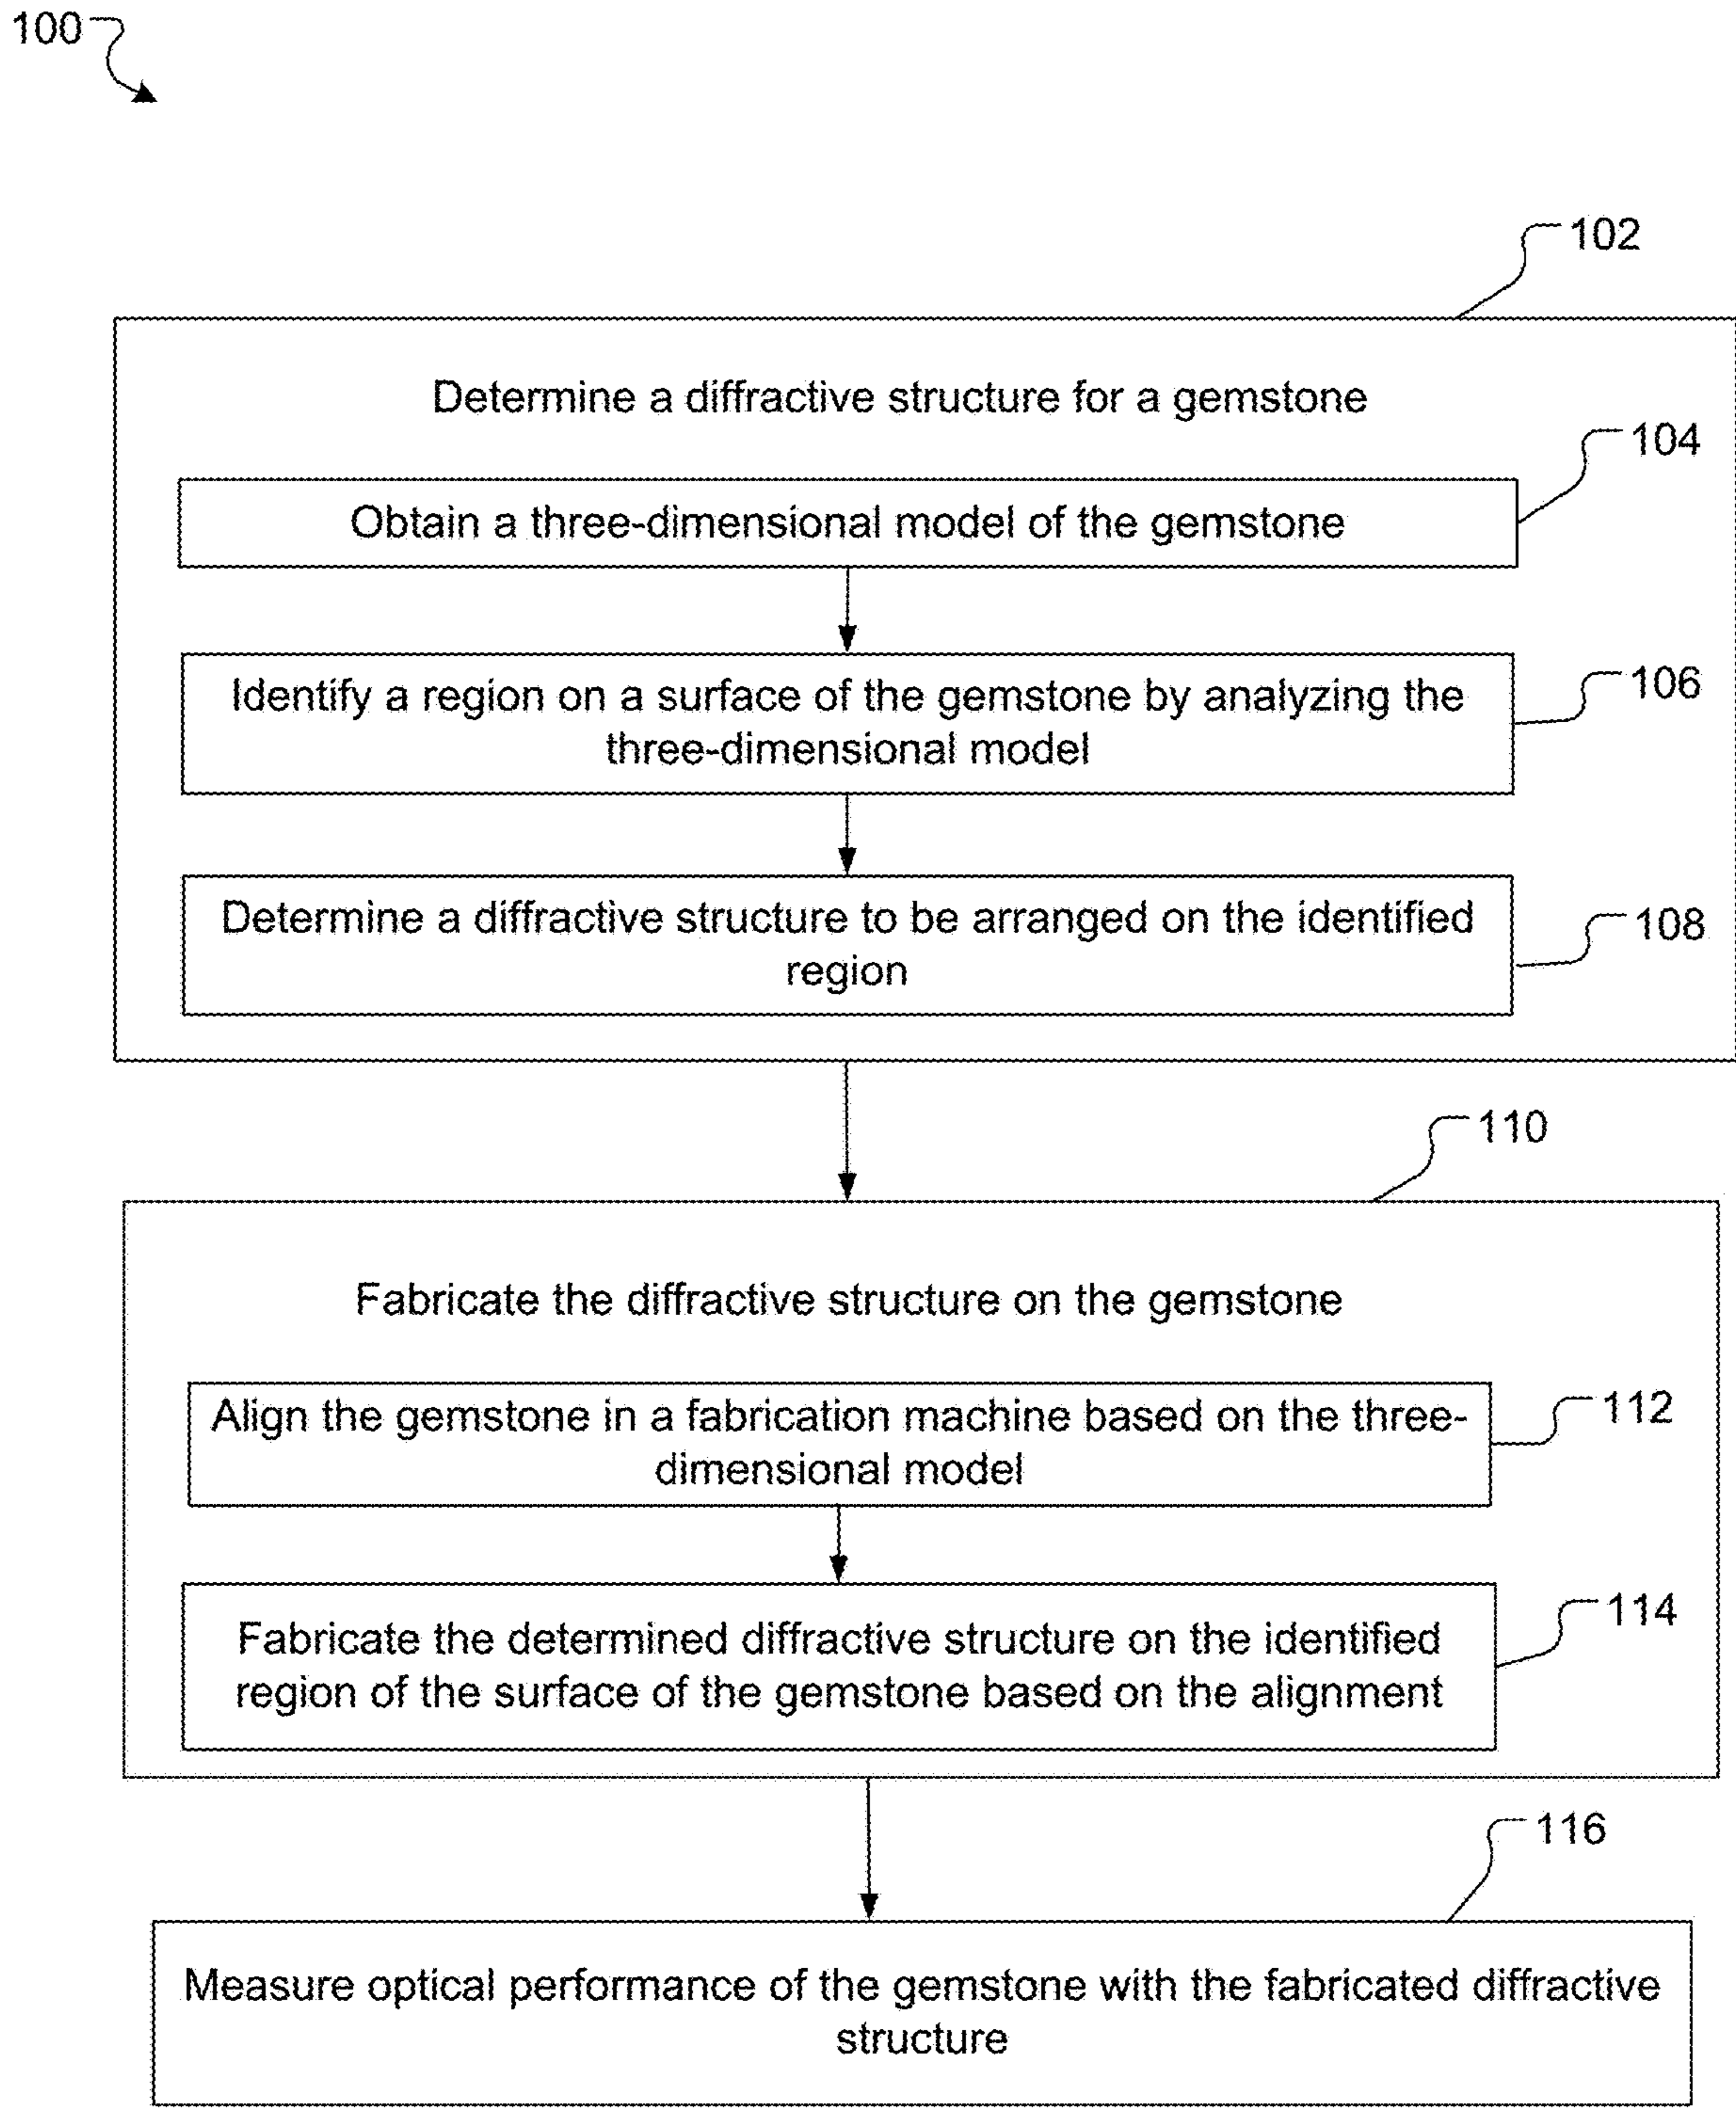 100
102
Determine a diffractive structure for a gemstone
104
Obtain a three-dimensional model of the gemstone
106
Identify a region on a surface of the gemstone by analyzing the
three-dimensional model
108
Determine a diffractive structure to be arranged on the identified
region
110
Fabricate the diffractive structure on the gemstone
112
Align the gemstone in a fabrication machine based on the three-
dimensional model
114
Fabricate the determined diffractive structure on the identified
region of the surface of the gemstone based on the alignment
116
Measure optical performance of the gemstone with the fabricated diffractive
structure